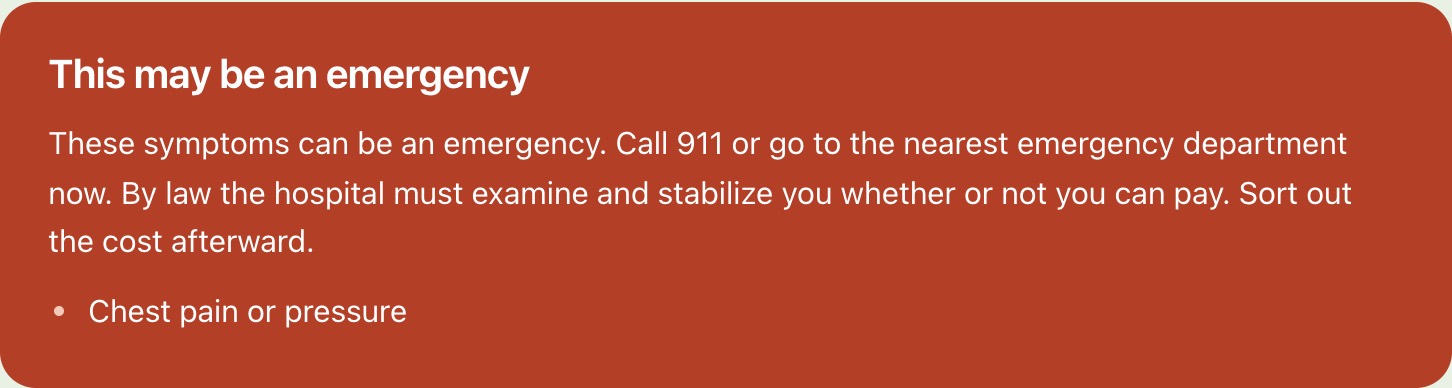 This may be an emergency
These symptoms can be an emergency. Call 911 or go to the nearest emergency department
now. By law the hospital must examine and stabilize you whether or not you can pay. Sort out
the cost afterward.
• Chest pain or pressure